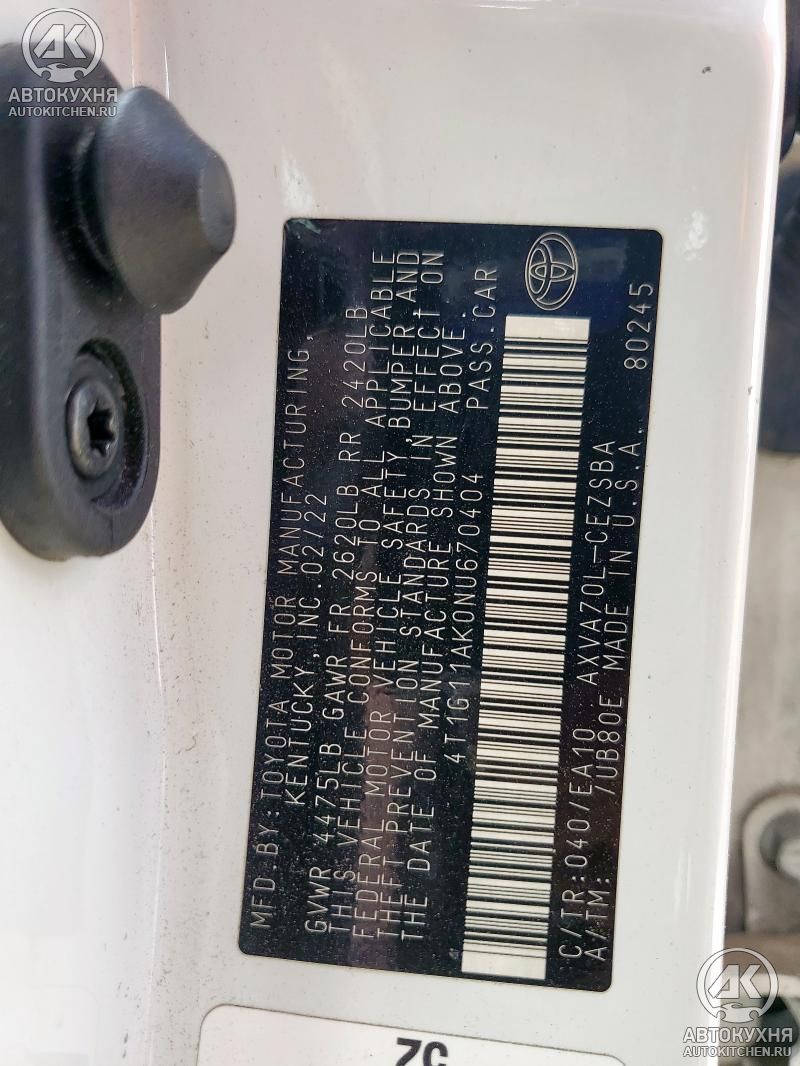 АВТОКУХНЯ
AUTOKITCHEN.RU
MFD BY:TOYOTA MOTOR MANUFACTURING,
KENTUCKY, INC. 02/22
GVWR 4475LB GAWR FR 2620LB RR 2420LB
THIS VEHICLE CONFORMS TO ALL APPLICABLE
FEDERAL MOTOR VEHICLE SAFETY,BUMPER,AND
THEFT PREVENTION STANDARDS IN EFFECT ON
THE DATE OF MANUFACTURE SHOWN ABOVE.
4T1G11AK0NU670404 PASS.CAR
C/TR:040/EA10 AXVA70L-CEZSBA
A/TM: 7UB80E MADE IN U.S.A. 80245
ZC
АВТОКУХНЯ
AUTOKITCHEN.RU